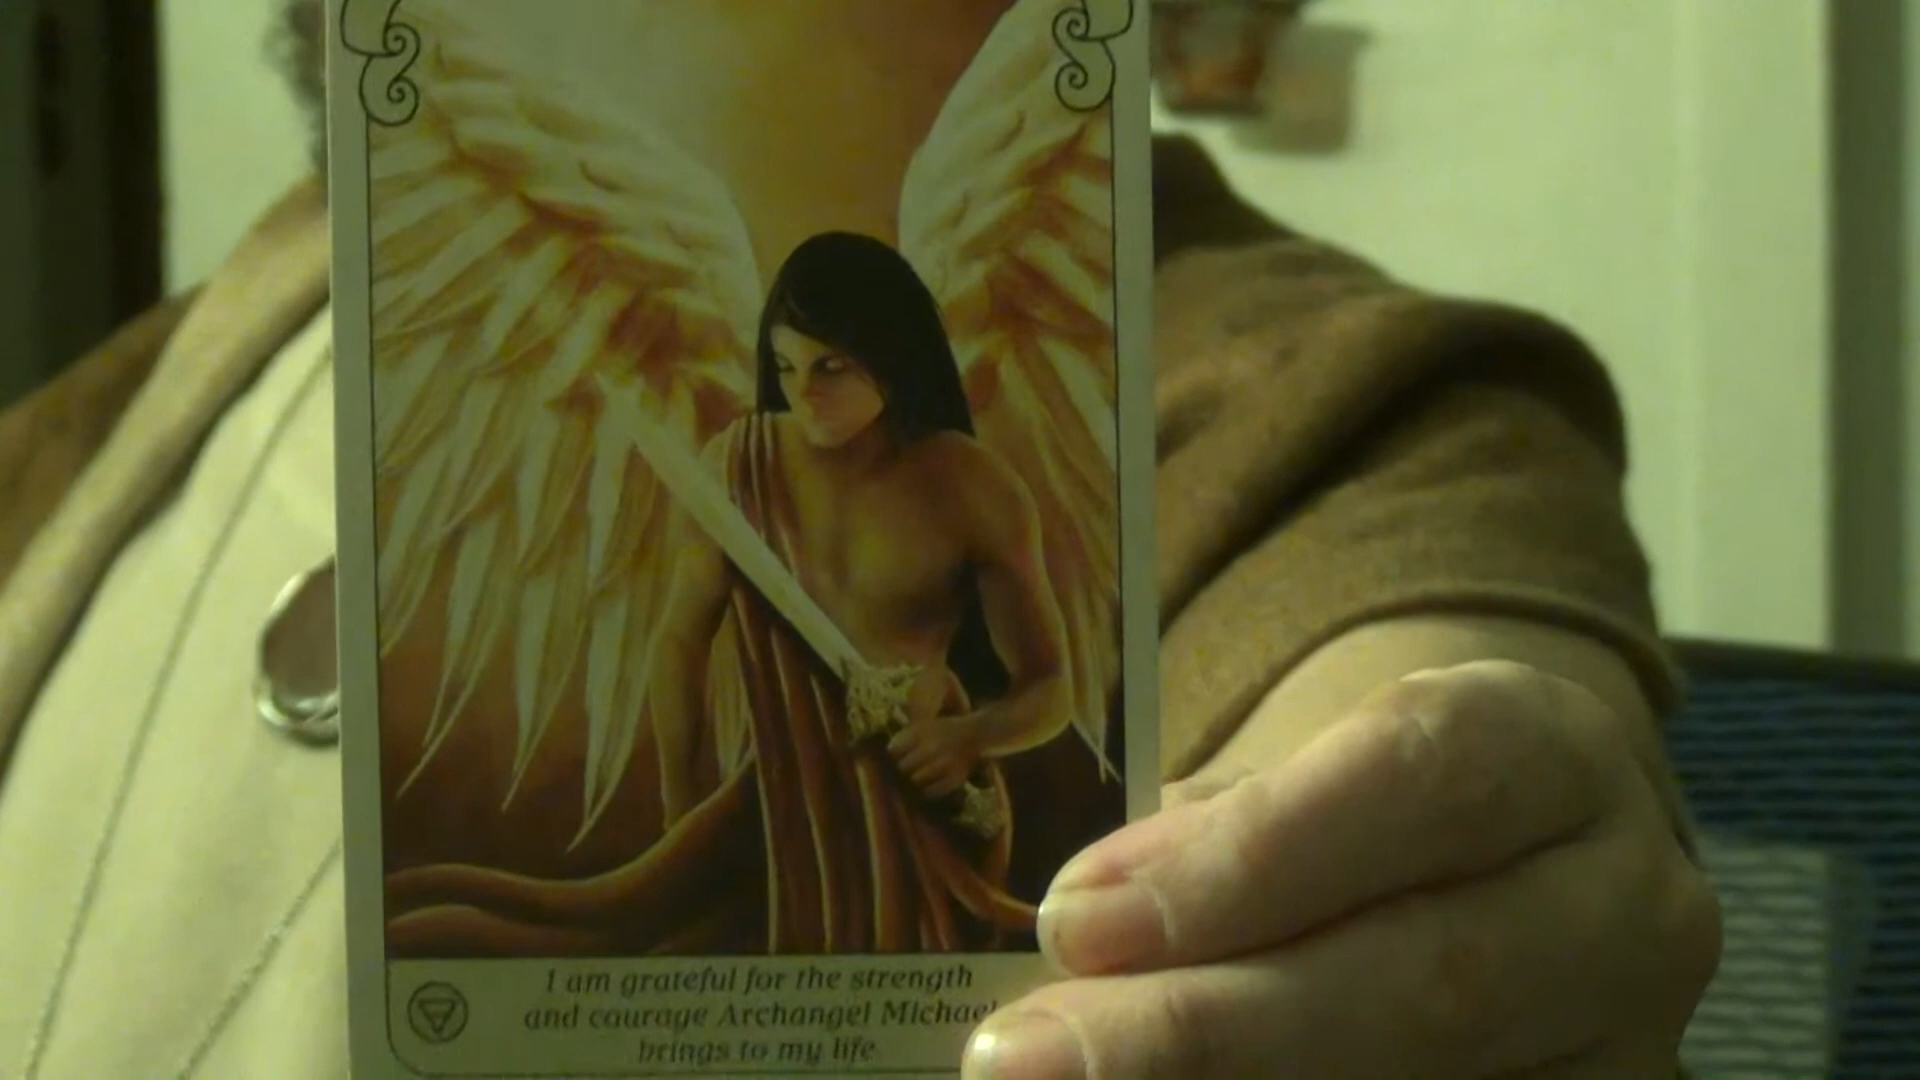 I am grateful for the strength
and courage Archangel Michael
brings to my life